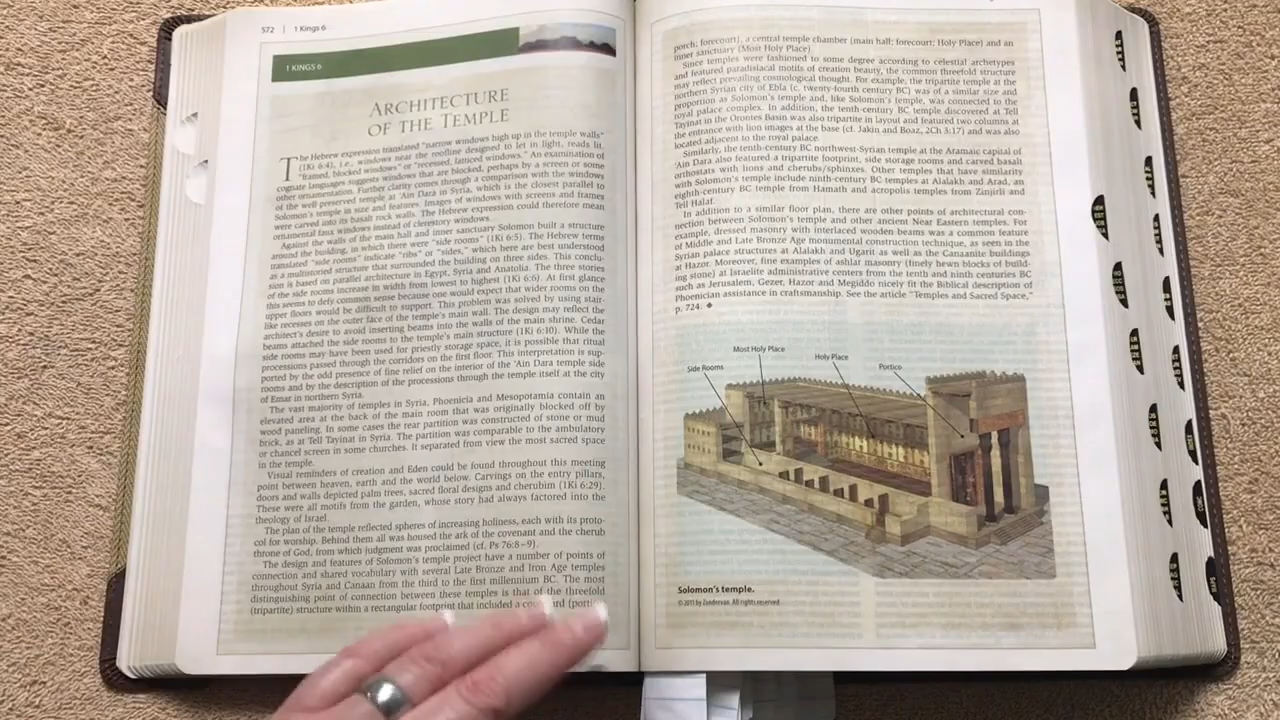 572 | 1 Kings 6
1 KINGS 6
ARCHITECTURE
OF THE TEMPLE
The Hebrew expression translated "narrow windows high up in the temple walls"
(1Ki 6:4), i.e., windows near the roofline designed to let in light, reads lit.
"framed, blocked windows" or "recessed, latticed windows." An examination of
cognate languages suggests windows that are blocked, perhaps by a screen or some
other ornamentation. Further clarity comes through a comparison with the windows
of the well preserved temple at 'Ain Dara in Syria, which is the closest parallel to
Solomon's temple in size and features. Images of windows with screens and frames
were carved into its basalt rock walls. The Hebrew expression could therefore mean
ornamental faux windows instead of clerestory windows.
Against the walls of the main hall and inner sanctuary Solomon built a structure
around the building, in which there were "side rooms" (1Ki 6:5). The Hebrew terms
translated "side rooms" indicate "ribs" or "sides," which here are best understood
as a multistoried structure that surrounded the building on three sides. This conclu-
sion is based on parallel architecture in Egypt, Syria and Anatolia. The three stories
of the side rooms increase in width from lowest to highest (1Ki 6:6). At first glance
this seems to defy common sense because one would expect that wider rooms on the
upper floors would be difficult to support. This problem was solved by using stair-
like recesses on the outer face of the temple's main wall. The design may reflect the
architect's desire to avoid inserting beams into the walls of the main shrine. Cedar
beams attached the side rooms to the temple's main structure (1Ki 6:10). While the
side rooms may have been used for priestly storage space, it is possible that ritual
processions passed through the corridors on the first floor. This interpretation is sup-
ported by the odd presence of fine relief on the interior of the 'Ain Dara temple side
rooms and by the description of the processions through the temple itself at the city
of Emar in northern Syria.
The vast majority of temples in Syria, Phoenicia and Mesopotamia contain an
elevated area at the back of the main room that was originally blocked off by
wood paneling. In some cases the rear partition was constructed of stone or mud
brick, as at Tell Tayinat in Syria. The partition was comparable to the ambulatory
or chancel screen in some churches. It separated from view the most sacred space
in the temple.
Visual reminders of creation and Eden could be found throughout this meeting
point between heaven, earth and the world below. Carvings on the entry pillars,
doors and walls depicted palm trees, sacred floral designs and cherubim (1Ki 6:29).
These were all motifs from the garden, whose story had always factored into the
theology of Israel.
The plan of the temple reflected spheres of increasing holiness, each with its proto-
col for worship. Behind them all was housed the ark of the covenant and the cherub
throne of God, from which judgment was proclaimed (cf. Ps 76:8–9).
The design and features of Solomon's temple project have a number of points of
connection and shared vocabulary with several Late Bronze and Iron Age temples
throughout Syria and Canaan from the third to the first millennium BC. The most
distinguishing point of connection between these temples is that of the threefold
(tripartite) structure within a rectangular footprint that included a
porch; forecourt), a central temple chamber (main hall; forecourt; Holy Place) and an
inner sanctuary (Most Holy Place).
Since temples were fashioned to some degree according to celestial archetypes
and featured paradisiacal motifs of creation beauty, the common threefold structure
may reflect prevailing cosmological thought. For example, the tripartite temple at the
northern Syrian city of Ebla (c. twenty-fourth century BC) was of a similar size and
proportion as Solomon's temple and, like Solomon's temple, was connected to the
royal palace complex. In addition, the tenth-century BC temple discovered at Tell
Tayinat in the Orontes Basin was also tripartite in layout and featured two columns at
the entrance with lion images at the base (cf. Jakin and Boaz, 2Ch 3:17) and was also
located adjacent to the royal palace.
Similarly, the tenth-century BC northwest-Syrian temple at the Aramaic capital of
'Ain Dara also featured a tripartite footprint, side storage rooms and carved basalt
orthostats with lions and cherubs/sphinxes. Other temples that have similarity
with Solomon's temple include ninth-century BC temples at Alalakh and Arad, an
eighth-century BC temple from Hamath and acropolis temples from Zinjirli and
Tell Halaf.
In addition to a similar floor plan, there are other points of architectural con-
nection between Solomon's temple and other ancient Near Eastern temples. For
example, dressed masonry with interlaced wooden beams was a common feature
of Middle and Late Bronze Age monumental construction technique, as seen in the
Syrian palace structures at Alalakh and Ugarit as well as the Canaanite buildings
at Hazor. Moreover, fine examples of ashlar masonry (finely hewn blocks of build-
ing stone) at Israelite administrative centers from the tenth and ninth centuries BC
such as Jerusalem, Gezer, Hazor and Megiddo nicely fit the Biblical description of
Phoenician assistance in craftsmanship. See the article "Temples and Sacred Space,"
p. 724. ◆
Most Holy Place
Holy Place
Side Rooms
Portico
Solomon's temple.
© 2011 by Zondervan. All rights reserved